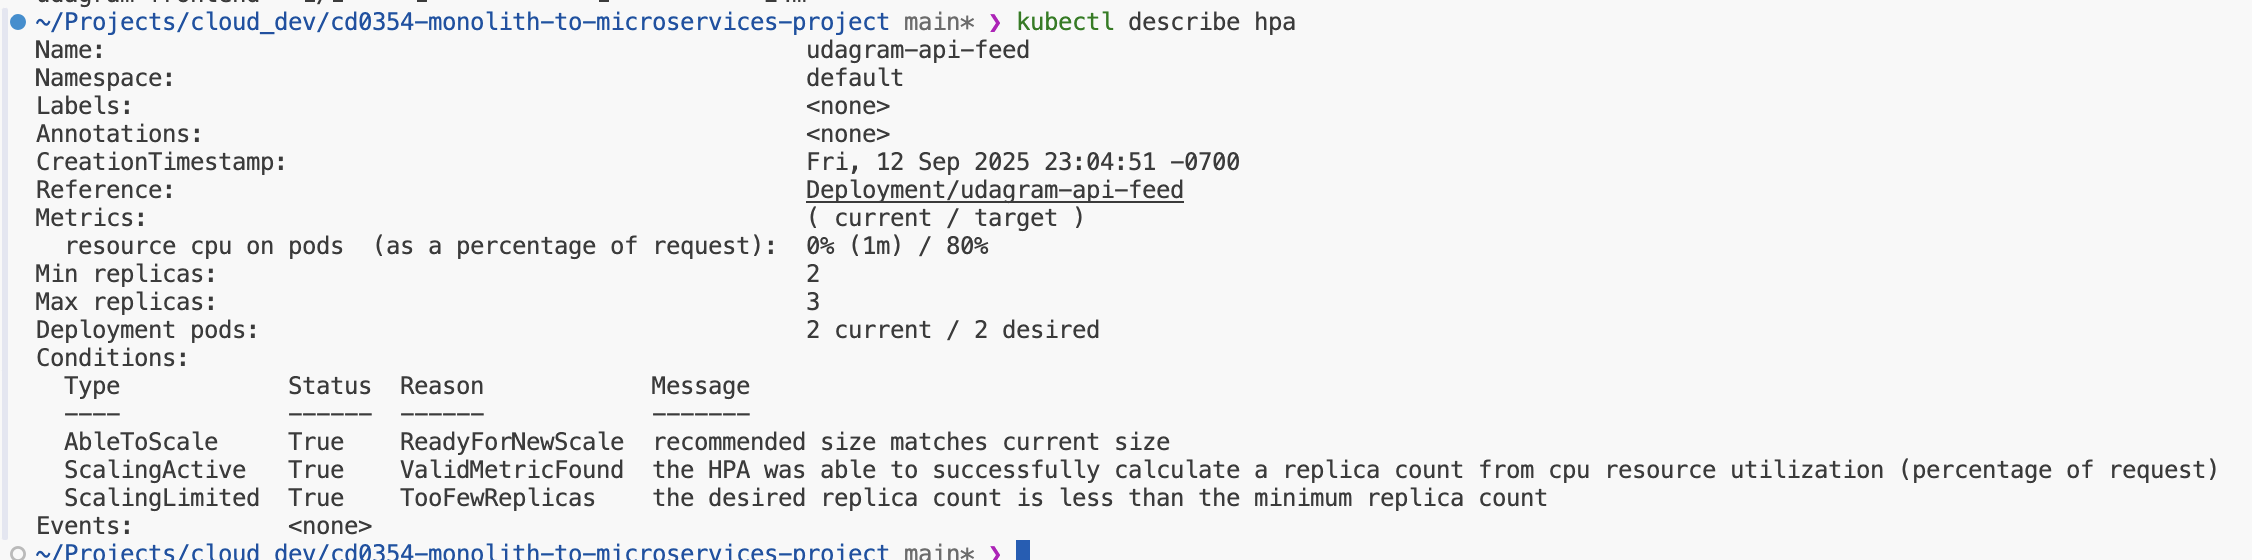 ~/Projects/cloud_dev/cd0354-monolith-to-microservices-project main* ❯ kubectl describe hpa
Name:                                                  udagram-api-feed
Namespace:                                             default
Labels:                                                <none>
Annotations:                                           <none>
CreationTimestamp:                                     Fri, 12 Sep 2025 23:04:51 -0700
Reference:                                             Deployment/udagram-api-feed
Metrics:                                               ( current / target )
  resource cpu on pods  (as a percentage of request):  0% (1m) / 80%
Min replicas:                                          2
Max replicas:                                          3
Deployment pods:                                       2 current / 2 desired
Conditions:
  Type            Status  Reason            Message
  ----            ------  ------            -------
  AbleToScale     True    ReadyForNewScale  recommended size matches current size
  ScalingActive   True    ValidMetricFound  the HPA was able to successfully calculate a replica count from cpu resource utilization (percentage of request)
  ScalingLimited  True    TooFewReplicas    the desired replica count is less than the minimum replica count
Events:           <none>
~/Projects/cloud_dev/cd0354-monolith-to-microservices-project main* ❯